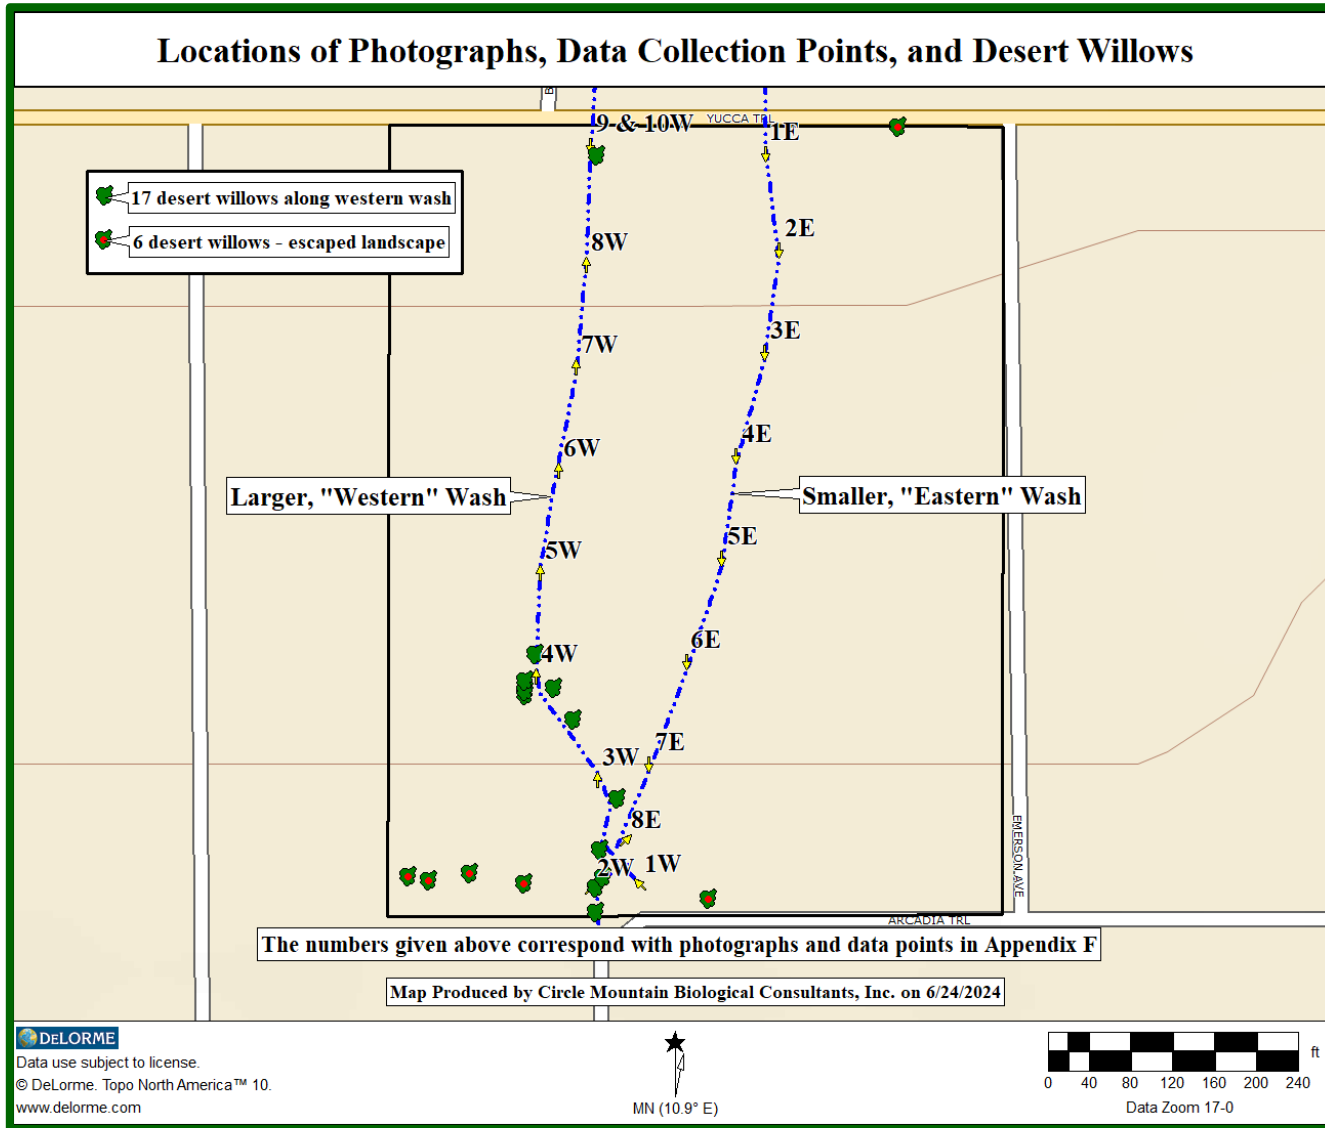 Locations of Photographs, Data Collection Points, and Desert Willows
B
YUCCA TRL
9 & 10W
1E
17 desert willows along western wash
6 desert willows - escaped landscape
2E
8W
3E
7W
4E
6W
Larger, "Western" Wash
Smaller, "Eastern" Wash
5E
5W
6E
4W
7E
3W
8E
EMERSON AVE
2W
1W
ARCADIA TRL
The numbers given above correspond with photographs and data points in Appendix F
Map Produced by Circle Mountain Biological Consultants, Inc. on 6/24/2024
DELORME
Data use subject to license.
© DeLorme. Topo North America™ 10.
www.delorme.com
MN (10.9° E)
ft
0 40 80 120 160 200 240
Data Zoom 17-0